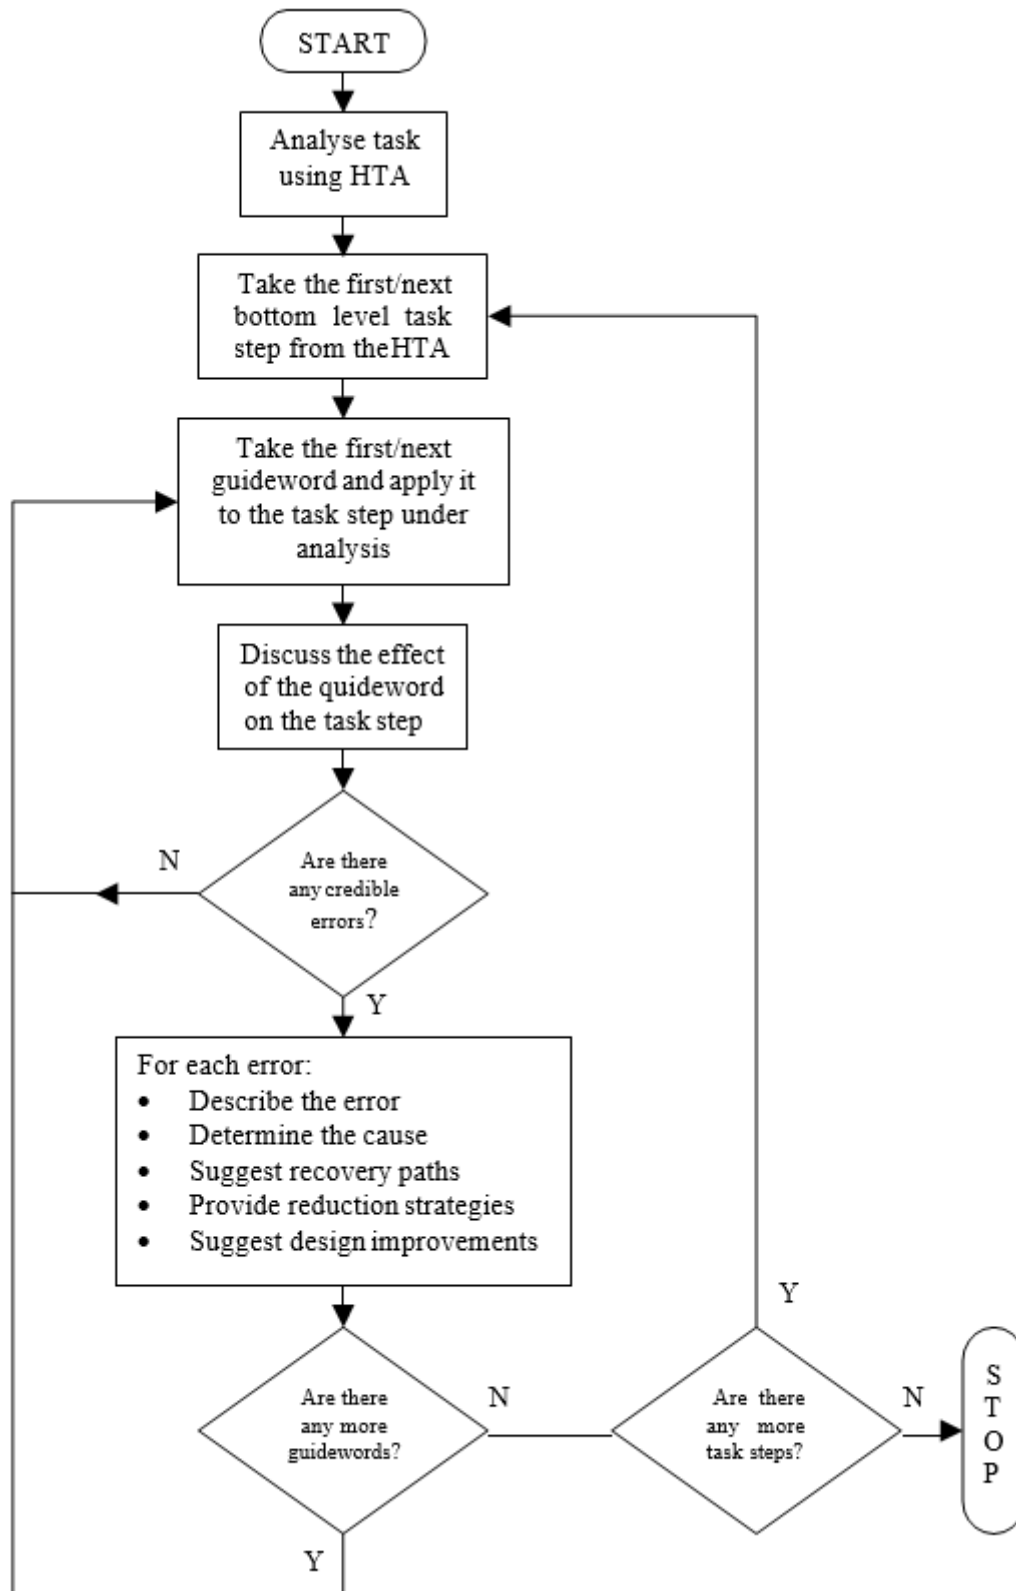 START
Analyse task
using HTA
Take the first/next
bottom level task
step from theHTA
Take the first/next
guideword and apply it
to the task step under
analysis
Discuss the effect
of the quideword
on the task step
N
Are there
any credible
errors?
Y
For each error:
• Describe the error
• Determine the cause
• Suggest recovery paths
• Provide reduction strategies
• Suggest design improvements
Y
Are there
any more
guidewords?
N
Are there
any more
task steps?
N
S
T
O
P
Y